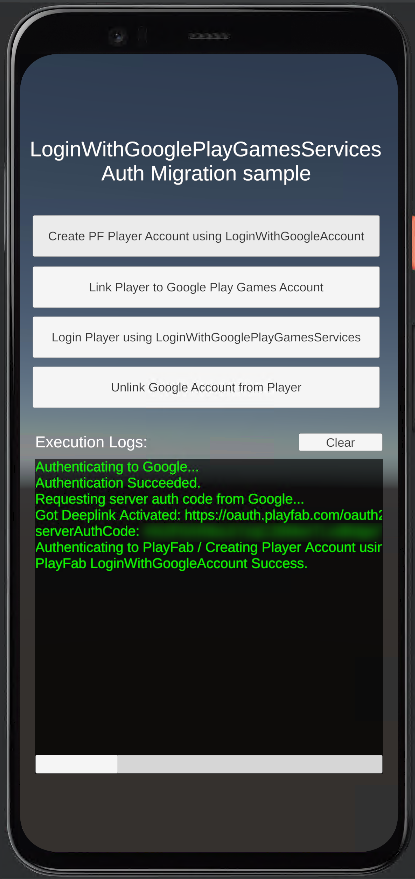 LoginWithGooglePlayGamesServices
Auth Migration sample
Create PF Player Account using LoginWithGoogleAccount
Link Player to Google Play Games Account
Login Player using LoginWithGooglePlayGamesServices
Unlink Google Account from Player
Execution Logs:
Clear
Authenticating to Google...
Authentication Succeeded.
Requesting server auth code from Google...
Got Deeplink Activated: https://oauth.playfab.com/oauth2
serverAuthCode:
Authenticating to PlayFab / Creating Player Account usin
PlayFab LoginWithGoogleAccount Success.